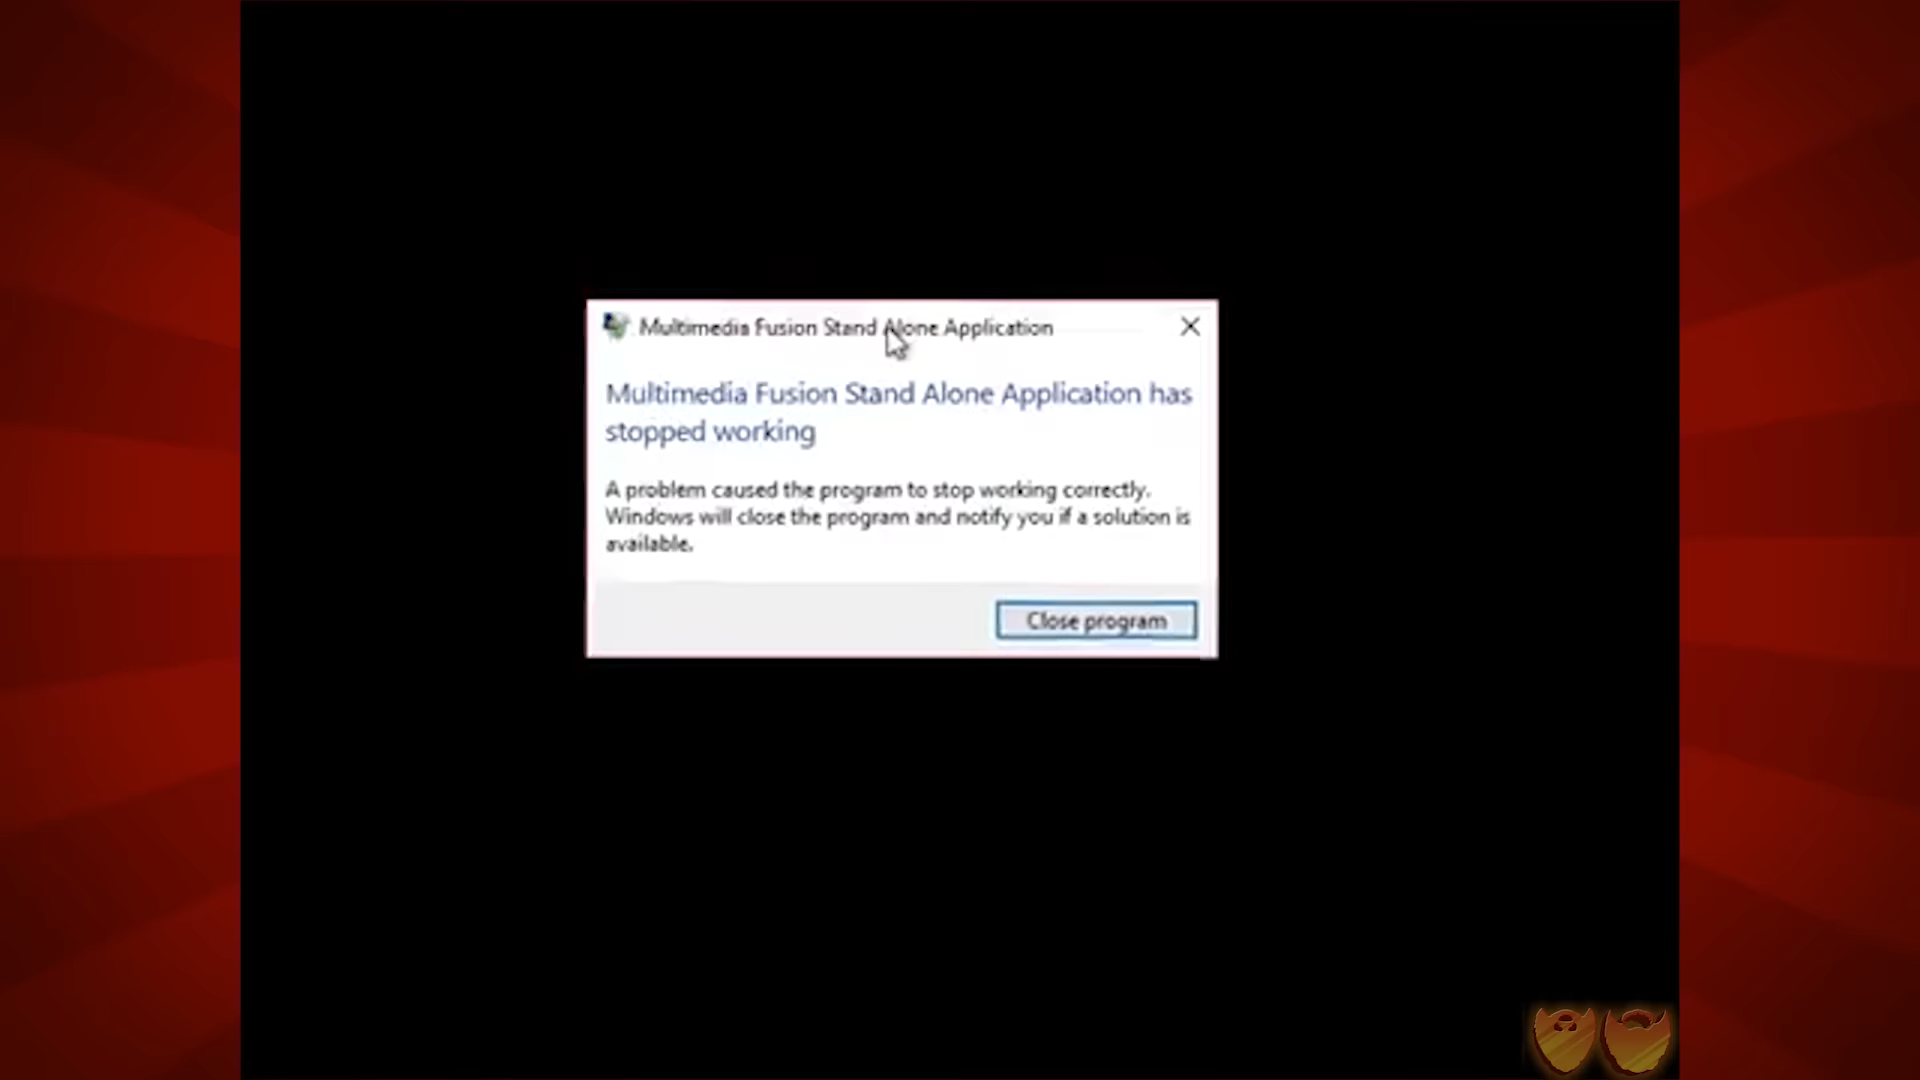 Multimedia Fusion Stand Alone Application
Multimedia Fusion Stand Alone Application has
stopped working
A problem caused the program to stop working correctly.
Windows will close the program and notify you if a solution is
available.
Close program